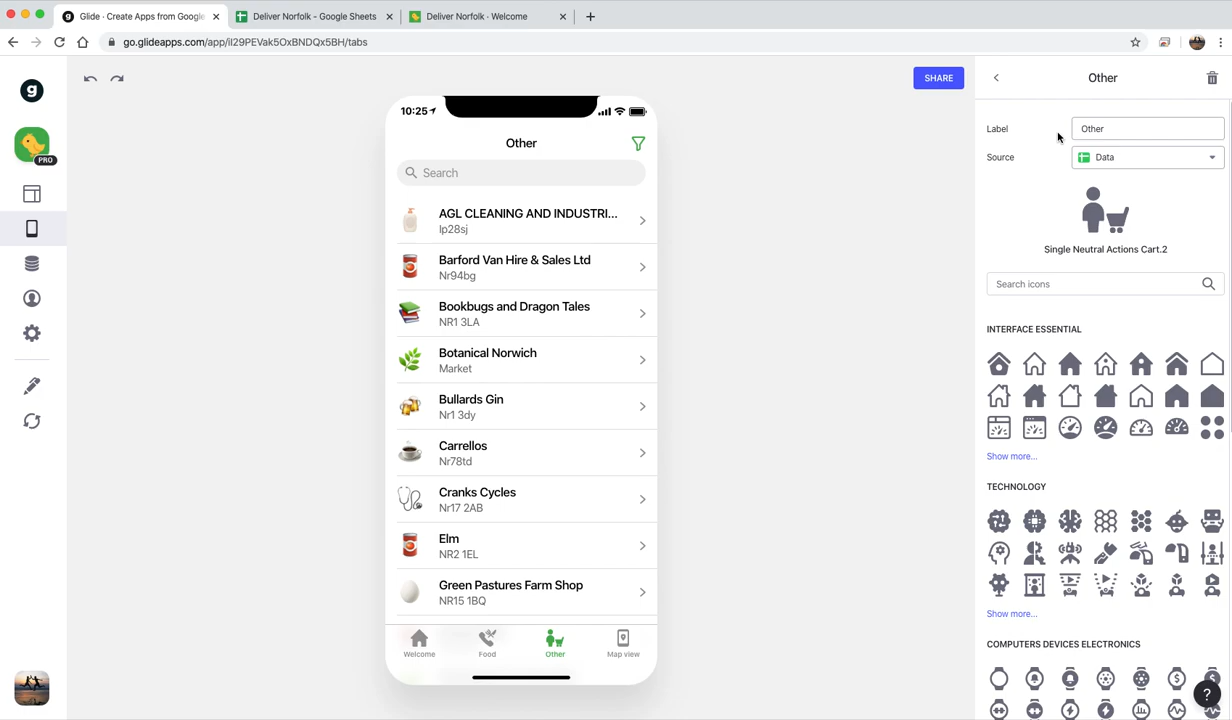 Glide · Create Apps from Google
Deliver Norfolk - Google Sheets
Deliver Norfolk · Welcome
go.glideapps.com/app/iI29PEVak5OxBNDQx5BH/tabs
g
PRO
SHARE
10:25
Other
Search
AGL CLEANING AND INDUSTRI...
Ip28sj
Barford Van Hire & Sales Ltd
Nr94bg
Bookbugs and Dragon Tales
NR1 3LA
Botanical Norwich
Market
Bullards Gin
Nr1 3dy
Carrellos
Nr78td
Cranks Cycles
Nr17 2AB
Elm
NR2 1EL
Green Pastures Farm Shop
NR15 1BQ
Welcome
Food
Other
Map view
Other
Label
Other
Source
Data
Single Neutral Actions Cart.2
Search icons
INTERFACE ESSENTIAL
Show more...
TECHNOLOGY
Show more...
COMPUTERS DEVICES ELECTRONICS
?